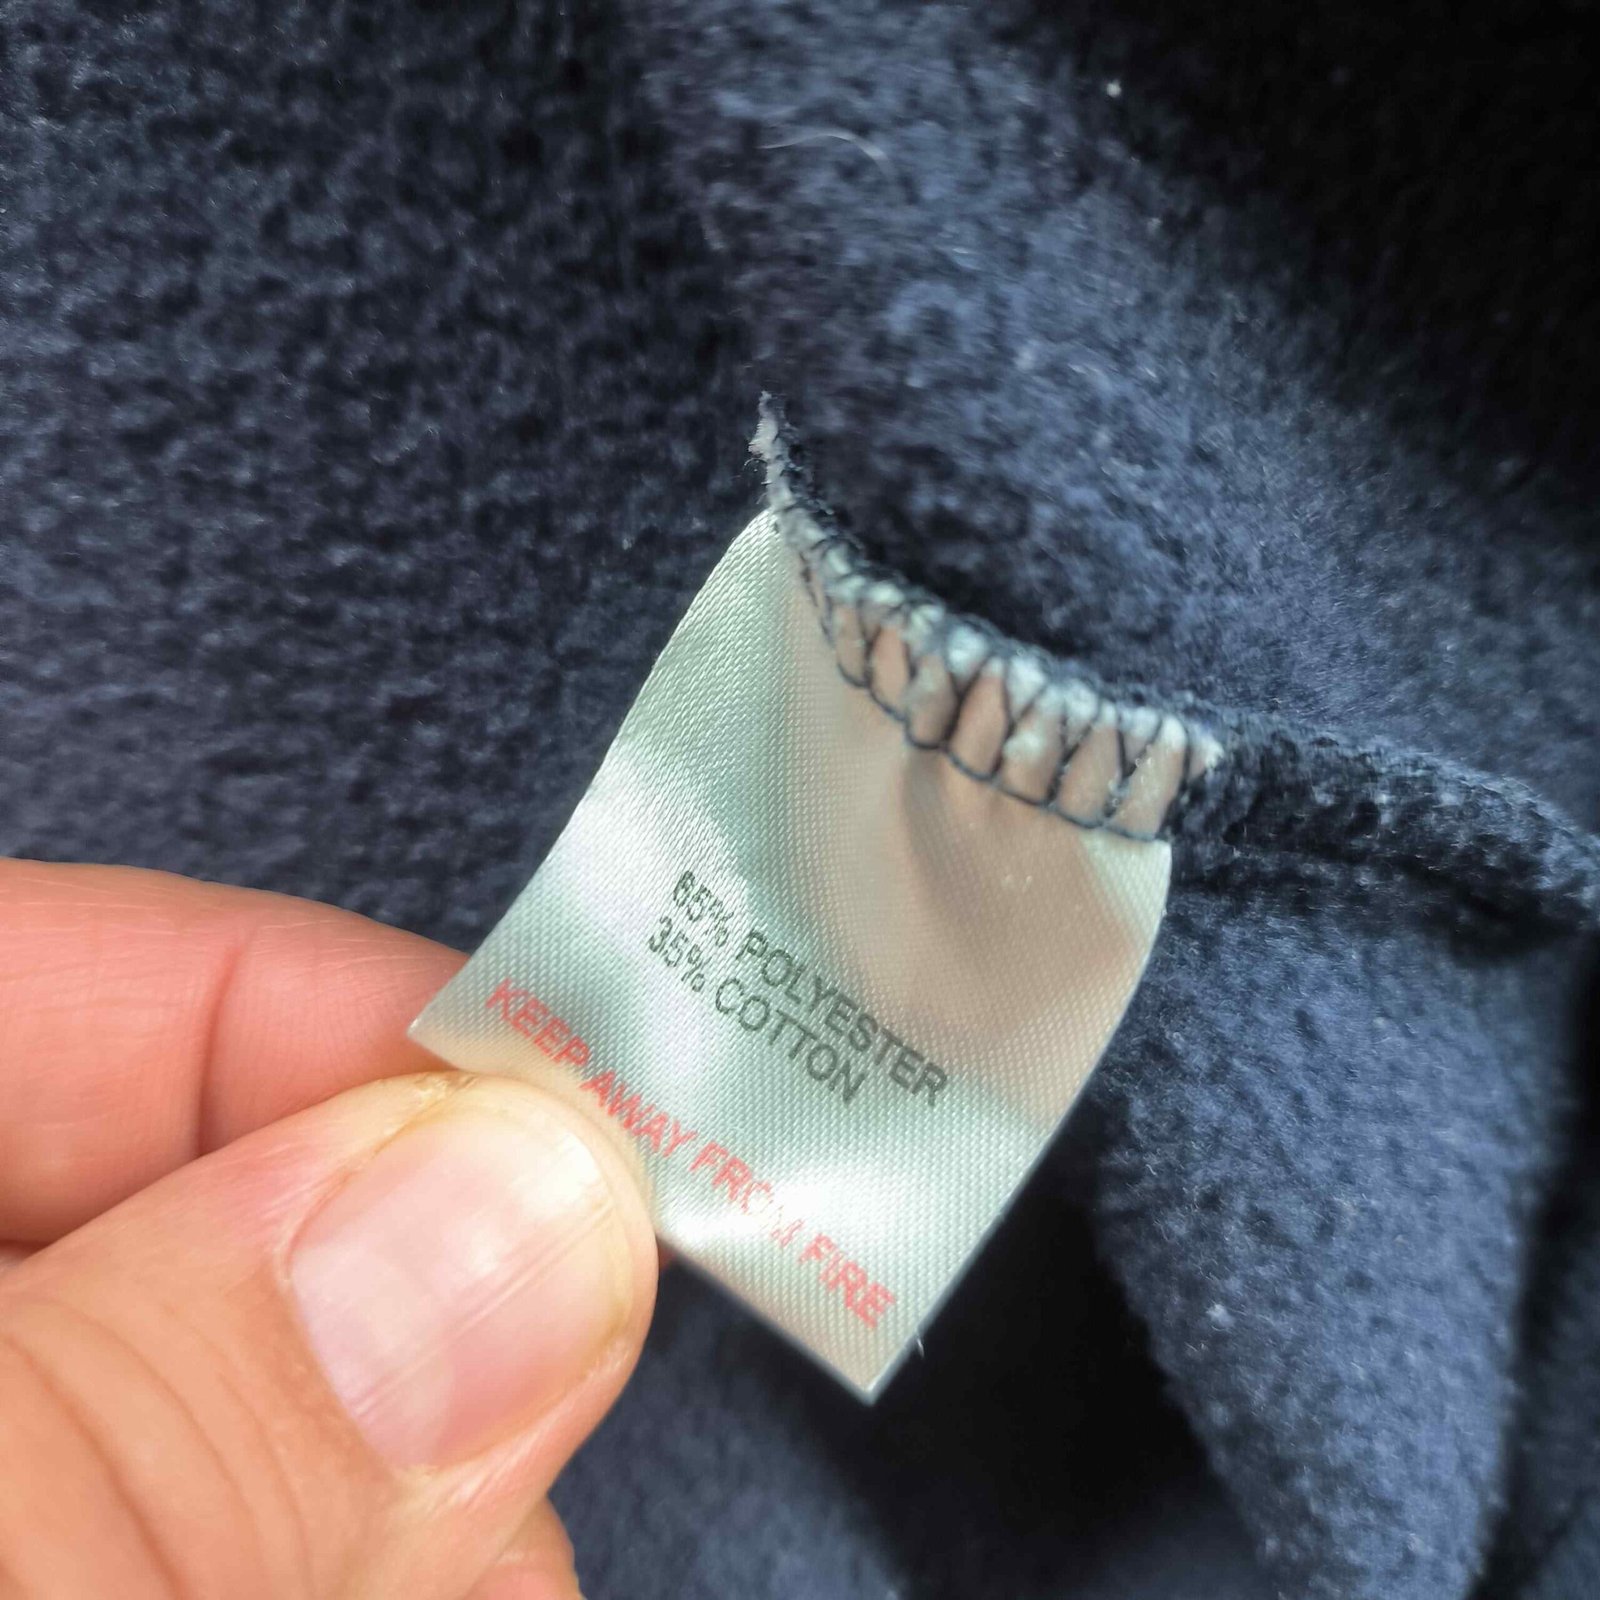 65% POLYESTER
35% COTTON
KEEP AWAY FROM FIRE